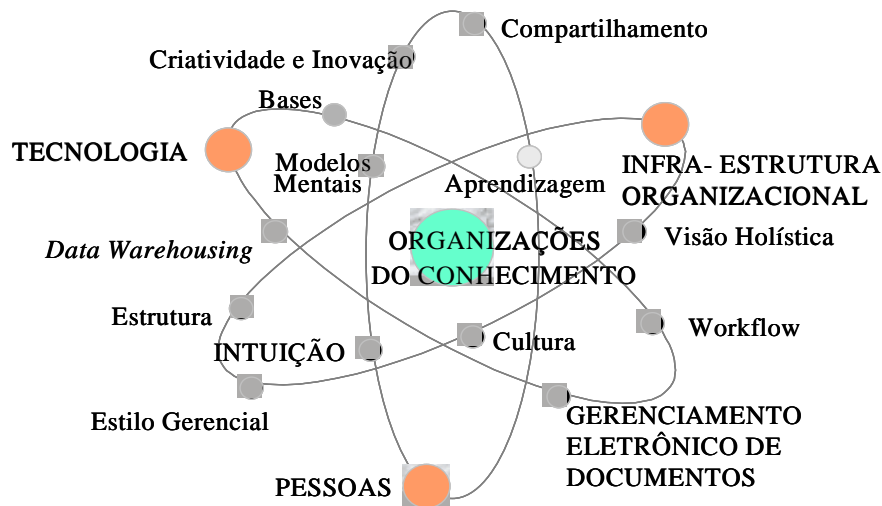 Compartilhamento
Criatividade e Inovação
Bases
TECNOLOGIA
Modelos
Mentais
Aprendizagem
INFRA- ESTRUTURA
ORGANIZACIONAL
ORGANIZAÇÕES
DO CONHECIMENTO
Visão Holística
Data Warehousing
Estrutura
Workflow
INTUIÇÃO
Cultura
Estilo Gerencial
GERENCIAMENTO
ELETRÔNICO DE
DOCUMENTOS
PESSOAS